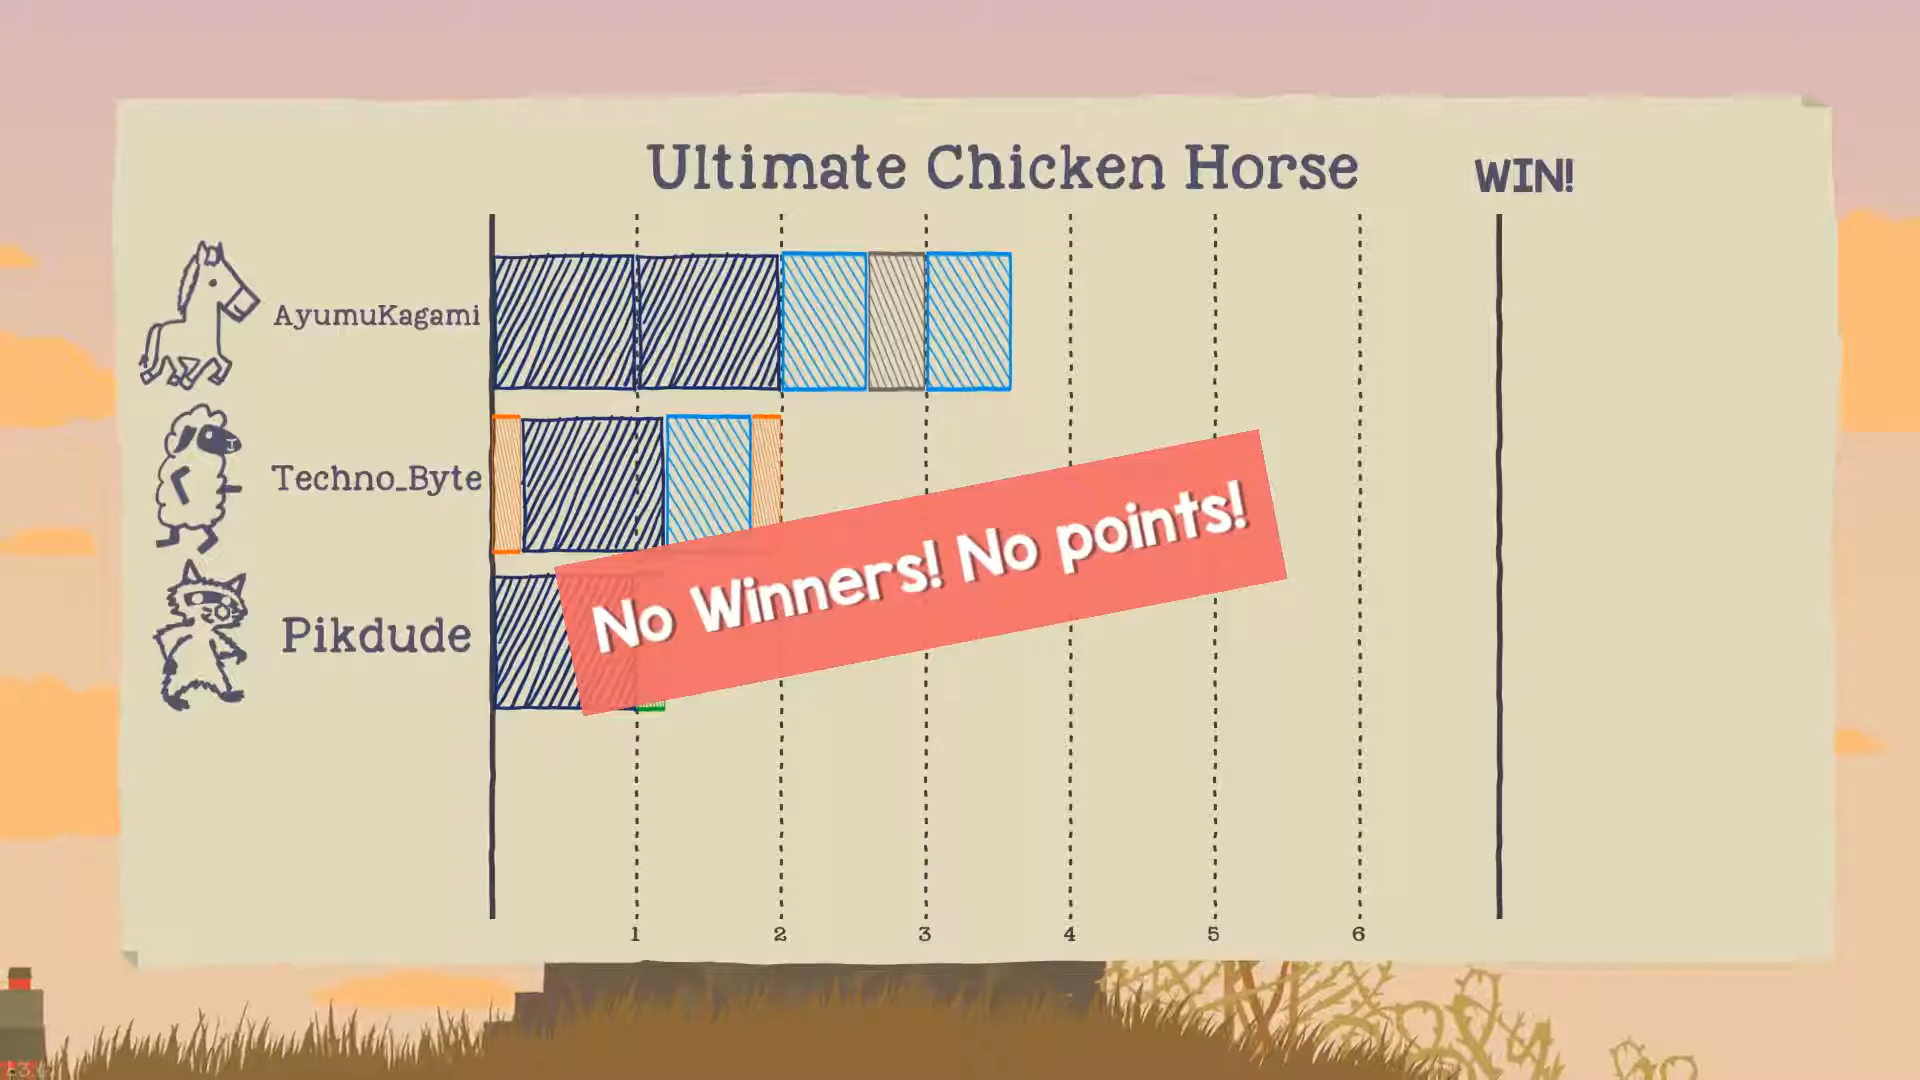 Ultimate Chicken Horse
WIN!
AyumuKagami
Techno_Byte
No Winners! No points!
Pikdude
1 2 3 4 5 6